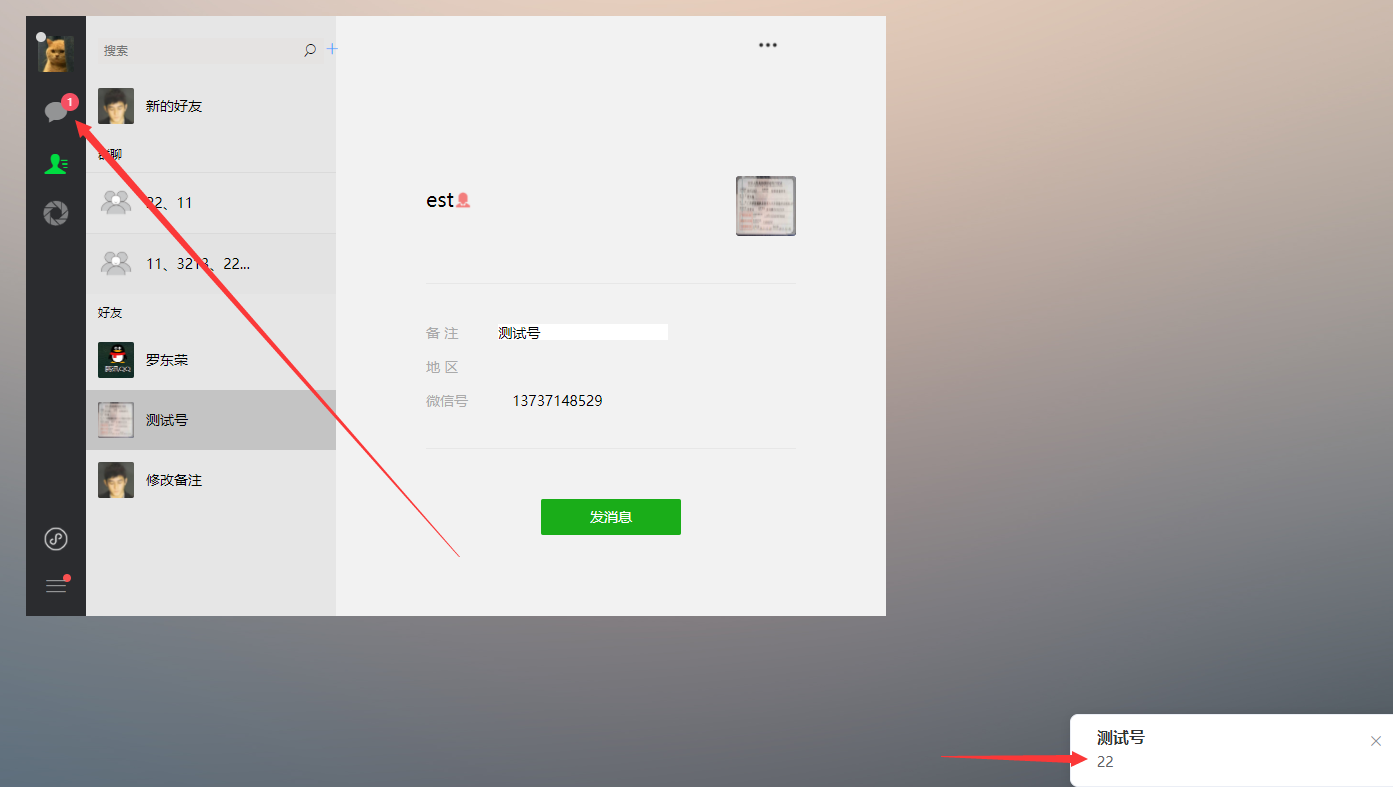 搜索
1
新的好友
22、11
11、3213、22...
好友
罗东荣
测试号
修改备注
est
备 注 测试号
地 区
微信号 13737148529
发消息
测试号
22